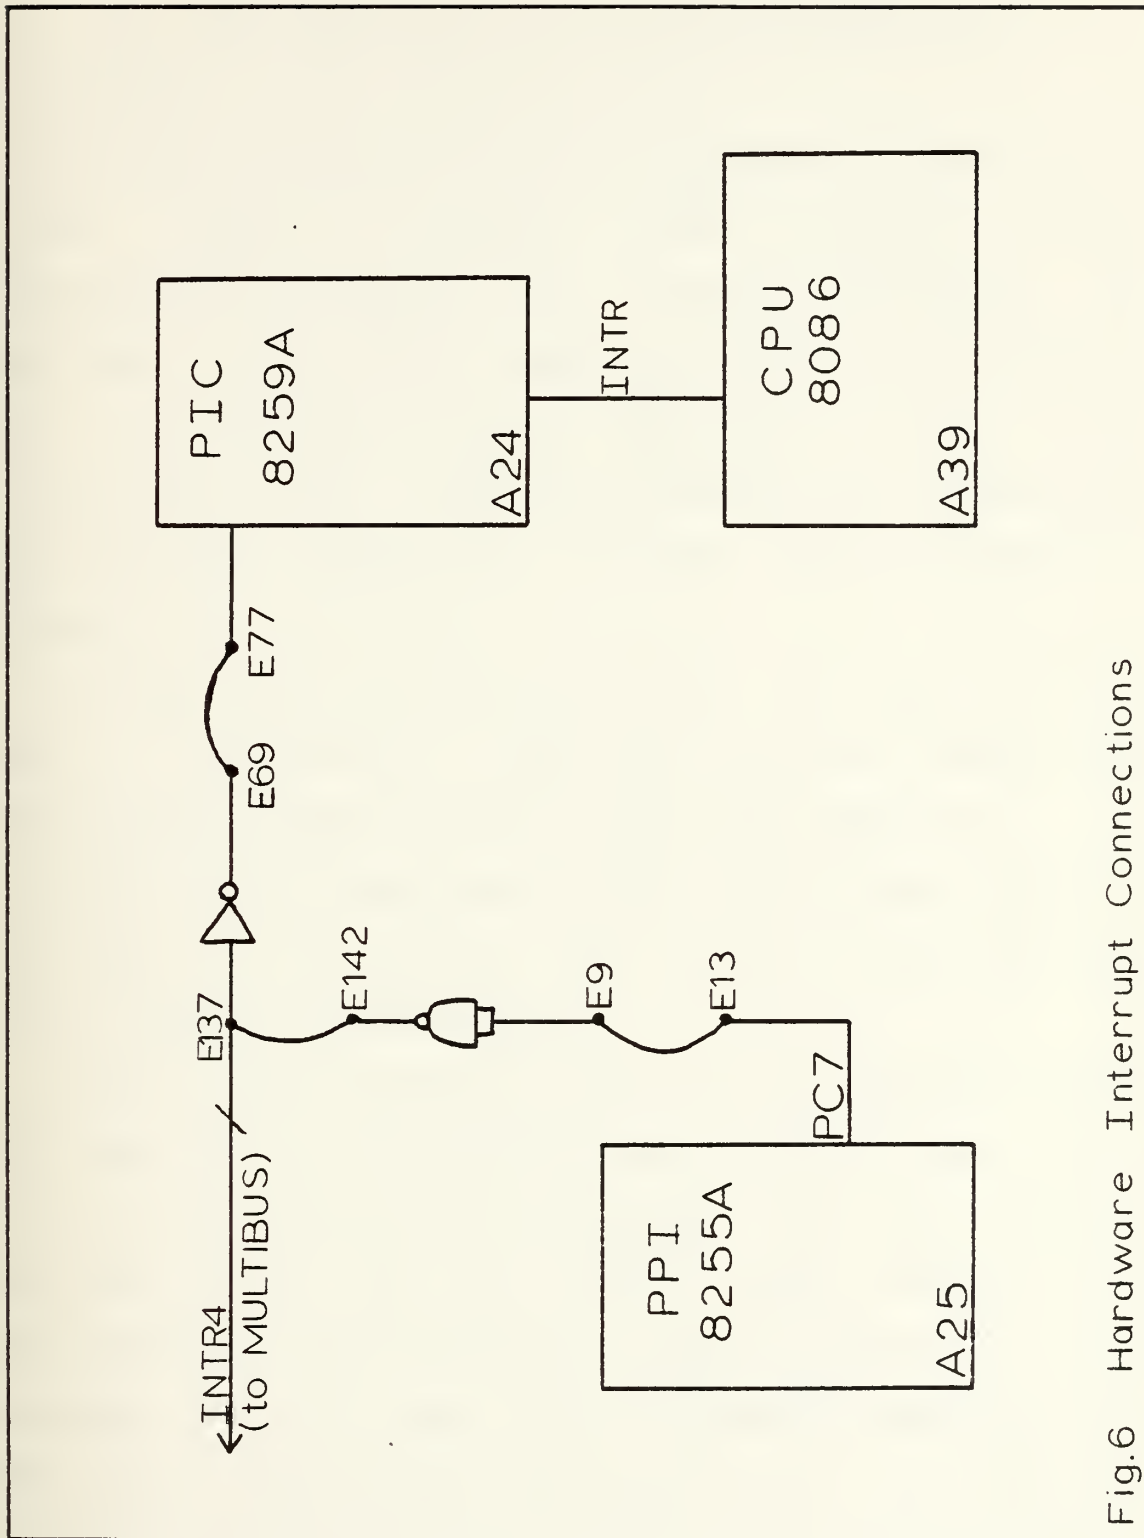 INTR4
(to MULTIBUS)
E137
E142
E69
E77
PIC
8259A
A24
INTR
CPU
8086
A39
E9
E13
PC7
PPI
8255A
A25
Fig.6 Hardware Interrupt Connections